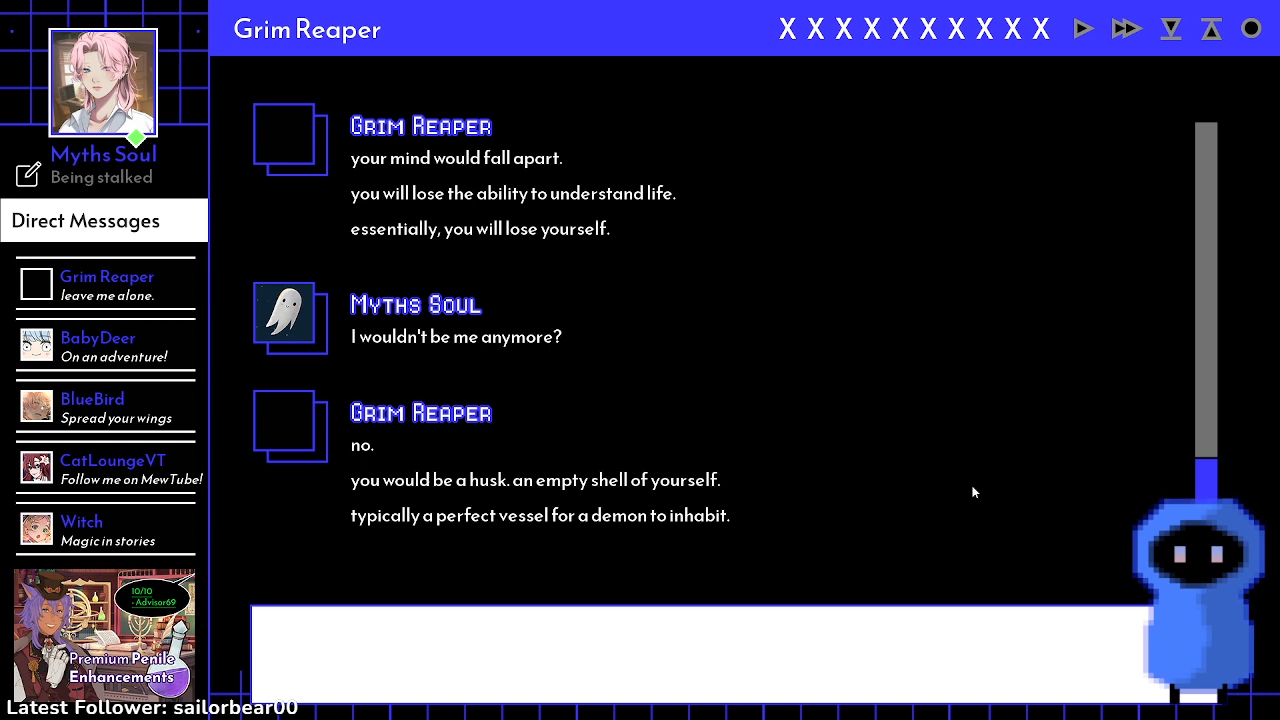 Grim Reaper
X X X X X X X X X X
Myths Soul
Being stalked
Direct Messages
Grim Reaper
leave me alone.
BabyDeer
On an adventure!
BlueBird
Spread your wings
CatLoungeVT
Follow me on MewTube!
Witch
Magic in stories
10/10
- Advisor69
Premium Penile
Enhancements
Latest Follower: sailorbear00
Grim Reaper
your mind would fall apart.
you will lose the ability to understand life.
essentially, you will lose yourself.
Myths Soul
I wouldn't be me anymore?
Grim Reaper
no.
you would be a husk. an empty shell of yourself.
typically a perfect vessel for a demon to inhabit.